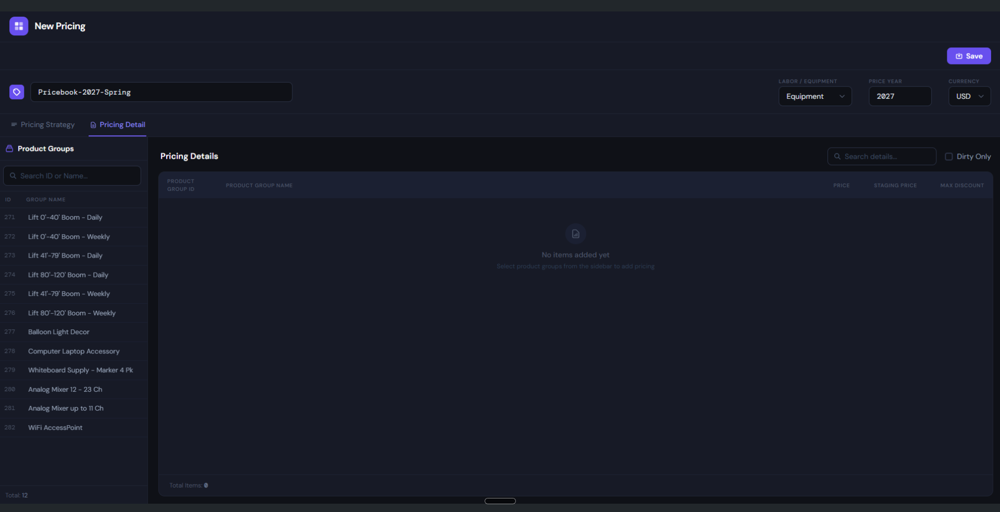 New Pricing
Save
Pricebook-2027-Spring
LABOR / EQUIPMENT
Equipment
PRICE YEAR
2027
CURRENCY
USD
Pricing Strategy
Pricing Detail
Product Groups
Search ID or Name...
ID GROUP NAME
271 Lift 0'-40' Boom - Daily
272 Lift 0'-40' Boom - Weekly
273 Lift 41'-79' Boom - Daily
274 Lift 80'-120' Boom - Daily
275 Lift 41'-79' Boom - Weekly
276 Lift 80'-120' Boom - Weekly
277 Balloon Light Decor
278 Computer Laptop Accessory
279 Whiteboard Supply - Marker 4 Pk
280 Analog Mixer 12 - 23 Ch
281 Analog Mixer up to 11 Ch
282 WiFi AccessPoint
Total: 12
Pricing Details
Search details...
Dirty Only
PRODUCT
GROUP ID
PRODUCT GROUP NAME
PRICE
STAGING PRICE
MAX DISCOUNT
No items added yet
Select product groups from the sidebar to add pricing
Total Items: 0